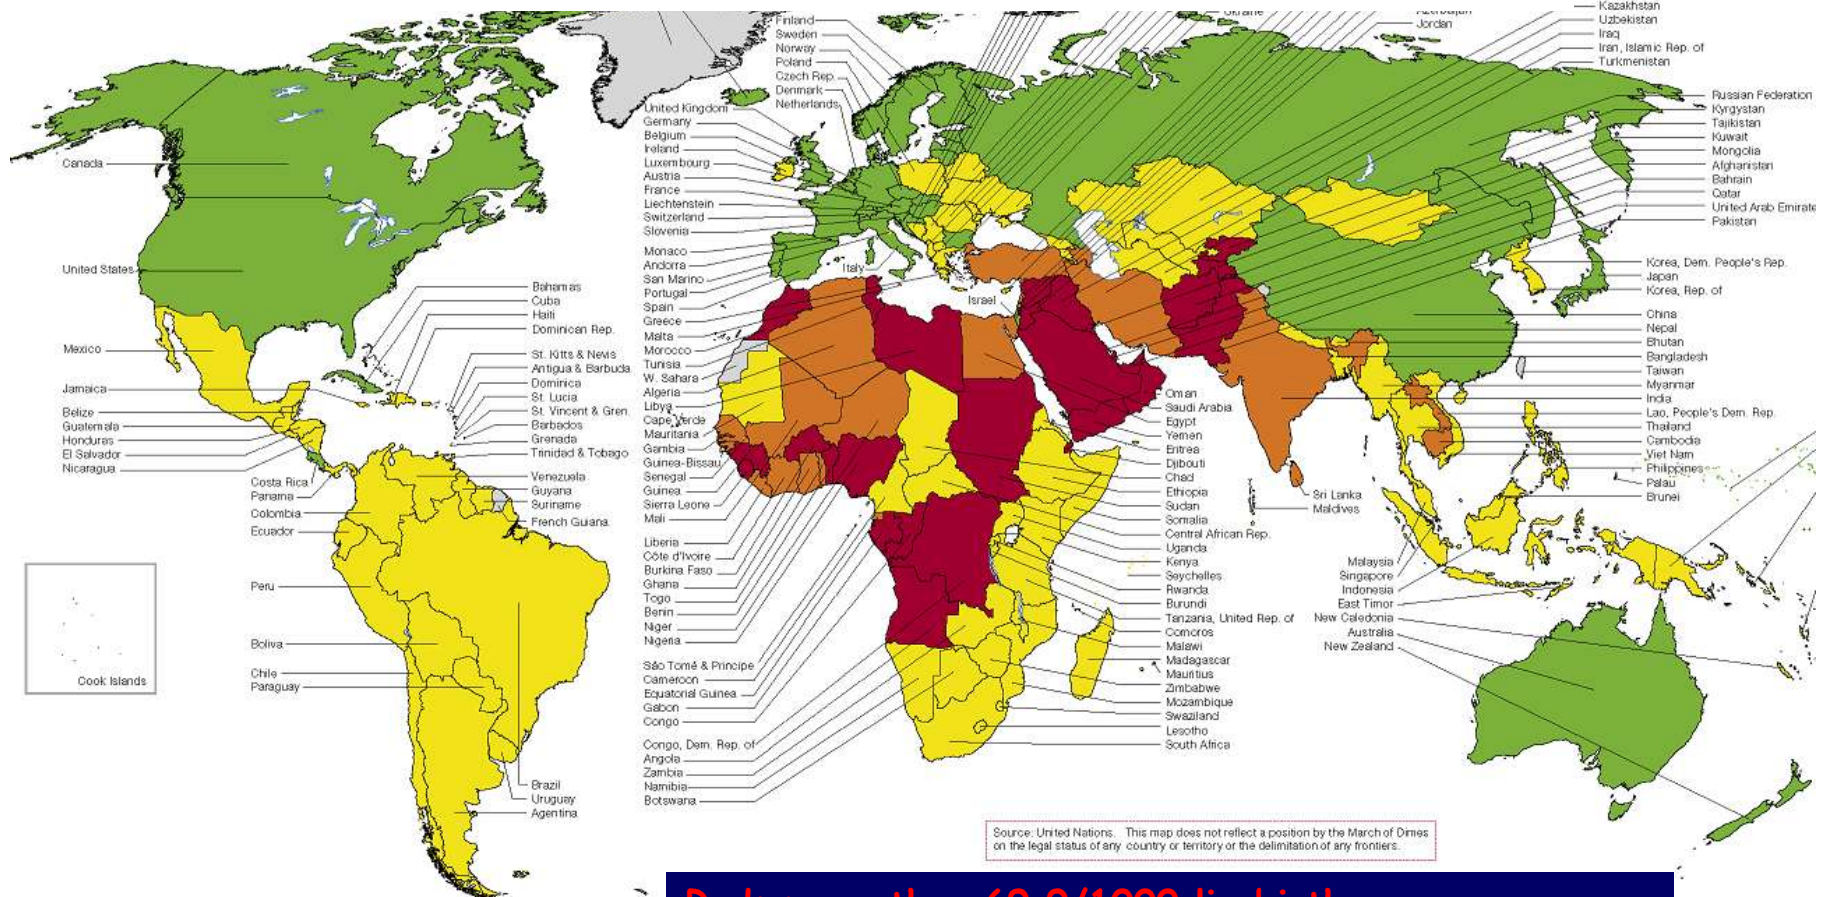 Canada
United States
Mexico
Jamaica
Belize
Guatemala
Honduras
El Salvador
Nicaragua
Bahamas
Cuba
Haiti
Dominican Rep.
St. Kitts & Nevis
Antigua & Barbuda
Dominica
St. Lucia
St. Vincent & Gren.
Barbados
Grenada
Trinidad & Tobago
Costa Rica
Panama
Colombia
Ecuador
Venezuela
Guyana
Suriname
French Guiana
Peru
Boliva
Chile
Paraguay
Brazil
Uruguay
Agentina
Cook Islands
Finland
Sweden
Norway
Poland
Czech Rep.
Denmark
Netherlands
United Kingdom
Germany
Belgium
Ireland
Luxembourg
Austria
France
Liechtenstein
Switzerland
Slovenia
Monaco
Andorra
San Marino
Portugal
Spain
Greece
Malta
Morocco
Tunisia
W. Sahara
Algeria
Libya
Cape Verde
Mauritania
Gambia
Guinea-Bissau
Senegal
Guinea
Sierra Leone
Mali
Liberia
Côte d'Ivoire
Burkina Faso
Ghana
Togo
Benin
Niger
Nigeria
São Tomé & Principe
Cameroon
Equatorial Guinea
Gabon
Congo
Congo, Dem. Rep. of
Angola
Zambia
Namibia
Botswana
Italy
Israel
Ukraine
Jordan
Kazakhstan
Uzbekistan
Iraq
Iran, Islamic Rep. of
Turkmenistan
Russian Federation
Kyrgystan
Tajikistan
Kuwait
Mongolia
Afghanistan
Bahrain
Qatar
United Arab Emirate
Pakistan
Korea, Dem. People's Rep.
Japan
Korea, Rep. of
China
Nepal
Bhutan
Bangladesh
Taiwan
Myanmar
India
Lao, People's Dem. Rep.
Thailand
Cambodia
Viet Nam
Philippines
Palau
Brunei
Oman
Saudi Arabia
Egypt
Yemen
Eritrea
Djibouti
Chad
Ethiopia
Sudan
Somalia
Central African Rep.
Uganda
Kenya
Seychelles
Rwanda
Burundi
Tanzania, United Rep. of
Comoros
Malawi
Madagascar
Mauritius
Zimbabwe
Mozambique
Swaziland
Lesotho
South Africa
Sri Lanka
Maldives
Malaysia
Singapore
Indonesia
East Timor
New Caledonia
Australia
New Zealand
Source: United Nations. This map does not reflect a position by the March of Dimes
on the legal status of any country or territory or the delimitation of any frontiers.